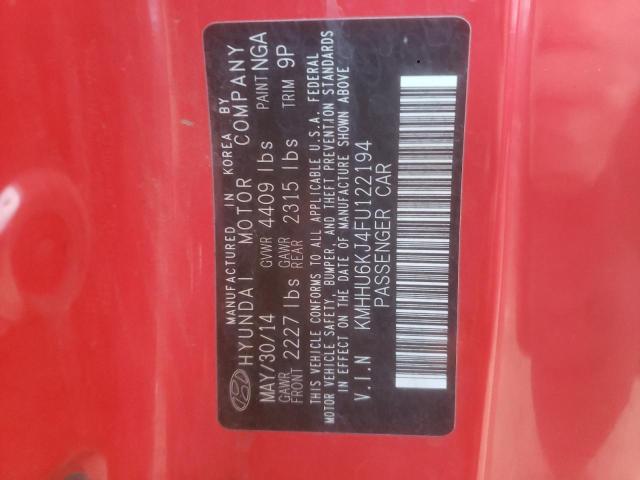 MANUFACTURED IN KOREA BY
HYUNDAI MOTOR COMPANY
MAY/30/14 GVWR 4409 lbs PAINT NGA
GAWR FRONT 2227 lbs GAWR REAR 2315 lbs TRIM 9P
THIS VEHICLE CONFORMS TO ALL APPLICABLE U.S.A. FEDERAL
MOTOR VEHICLE SAFETY, BUMPER, AND THEFT PREVENTION STANDARDS
IN EFFECT ON THE DATE OF MANUFACTURE SHOWN ABOVE
V.I.N KMHHU6KJ4FU122194
PASSENGER CAR